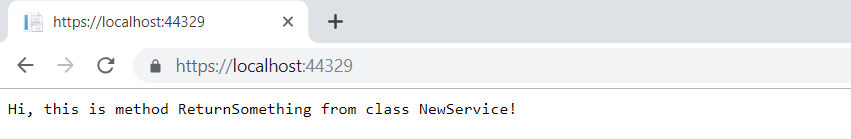 https://localhost:44329
https://localhost:44329
Hi, this is method ReturnSomething from class NewService!